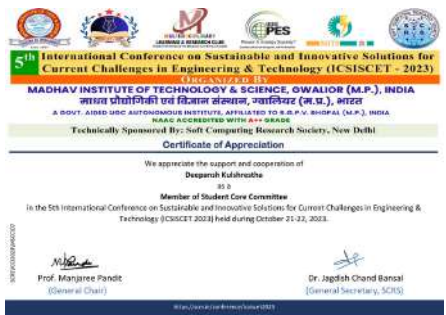 PES
5th International Conference on Sustainable and Innovative Solutions for
Current Challenges in Engineering & Technology (ICSISCET - 2023)
ORGANIZED BY
MADHAV INSTITUTE OF TECHNOLOGY & SCIENCE, GWALIOR (M.P.), INDIA
माधव प्रौद्योगिकी एवं विज्ञान संस्थान, ग्वालियर (म.प्र.), भारत
A GOVT. AIDED UGC AUTONOMOUS INSTITUTE, AFFILIATED TO R.G.P.V. BHOPAL (M.P.), INDIA
NAAC ACCREDITED WITH A++ GRADE
Technically Sponsored By: Soft Computing Research Society, New Delhi
Certificate of Appreciation
We appreciate the support and cooperation of
Deepansh Kulshrestha
as a
Member of Student Core Committee
in the 5th International Conference on Sustainable and Innovative Solutions for Current Challenges in Engineering &
Technology (ICSISCET 2023) held during October 21-22, 2023.
Prof. Manjaree Pandit
(General Chair)
Dr. Jagdish Chand Bansal
(General Secretary, SCRS)